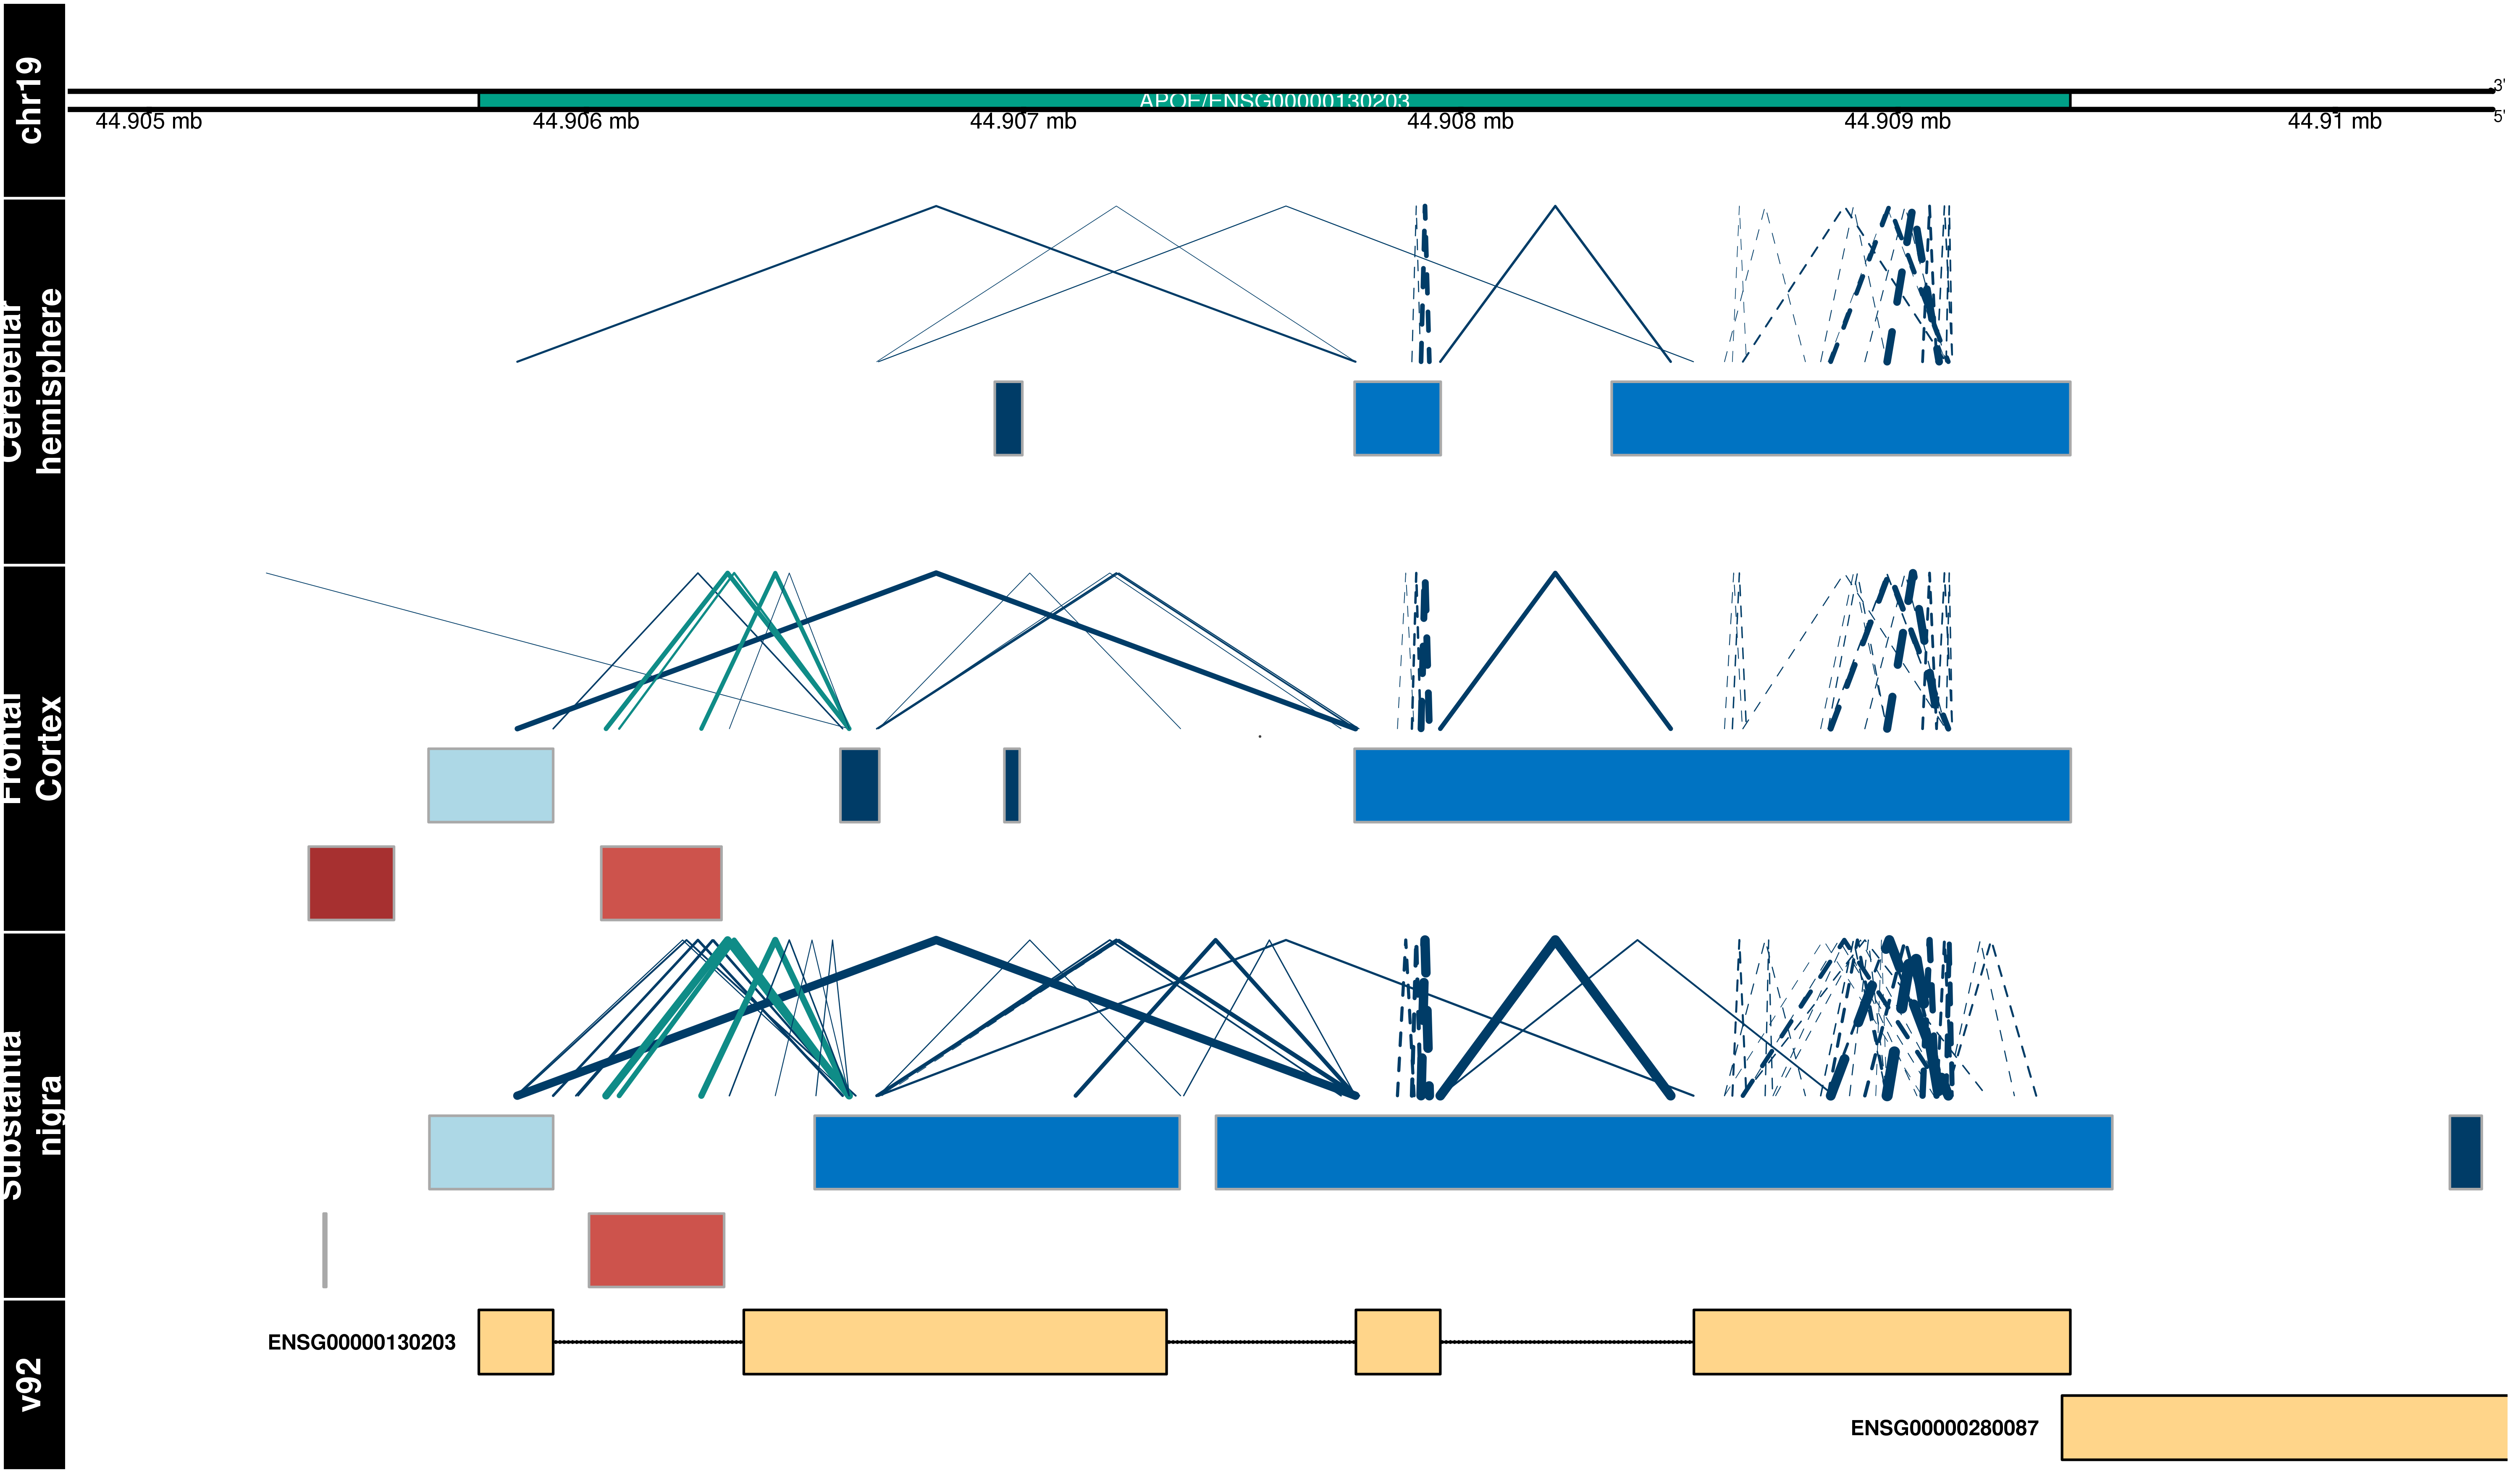 chr19
APOE/ENSG00000130203
3'
44.905 mb
44.906 mb
44.907 mb
44.908 mb
44.909 mb
44.91 mb
5'
Cerebellar
hemisphere
Frontal
Cortex
Substantia
nigra
v92
ENSG00000130203
ENSG00000280087